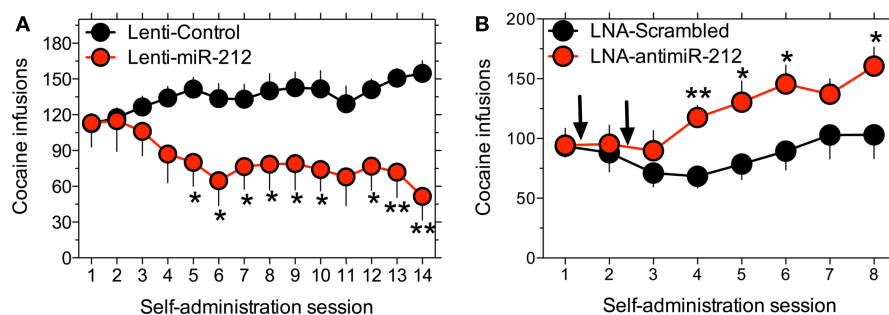 A
Lenti-Control
Lenti-miR-212
Cocaine infusions
180
150
120
90
60
30
0
* * * * * * * ** **
1 2 3 4 5 6 7 8 9 10 11 12 13 14
Self-administration session
B
LNA-Scrambled
LNA-antimiR-212
Cocaine infusions
200
150
100
50
0
** * * *
1 2 3 4 5 6 7 8
Self-administration session